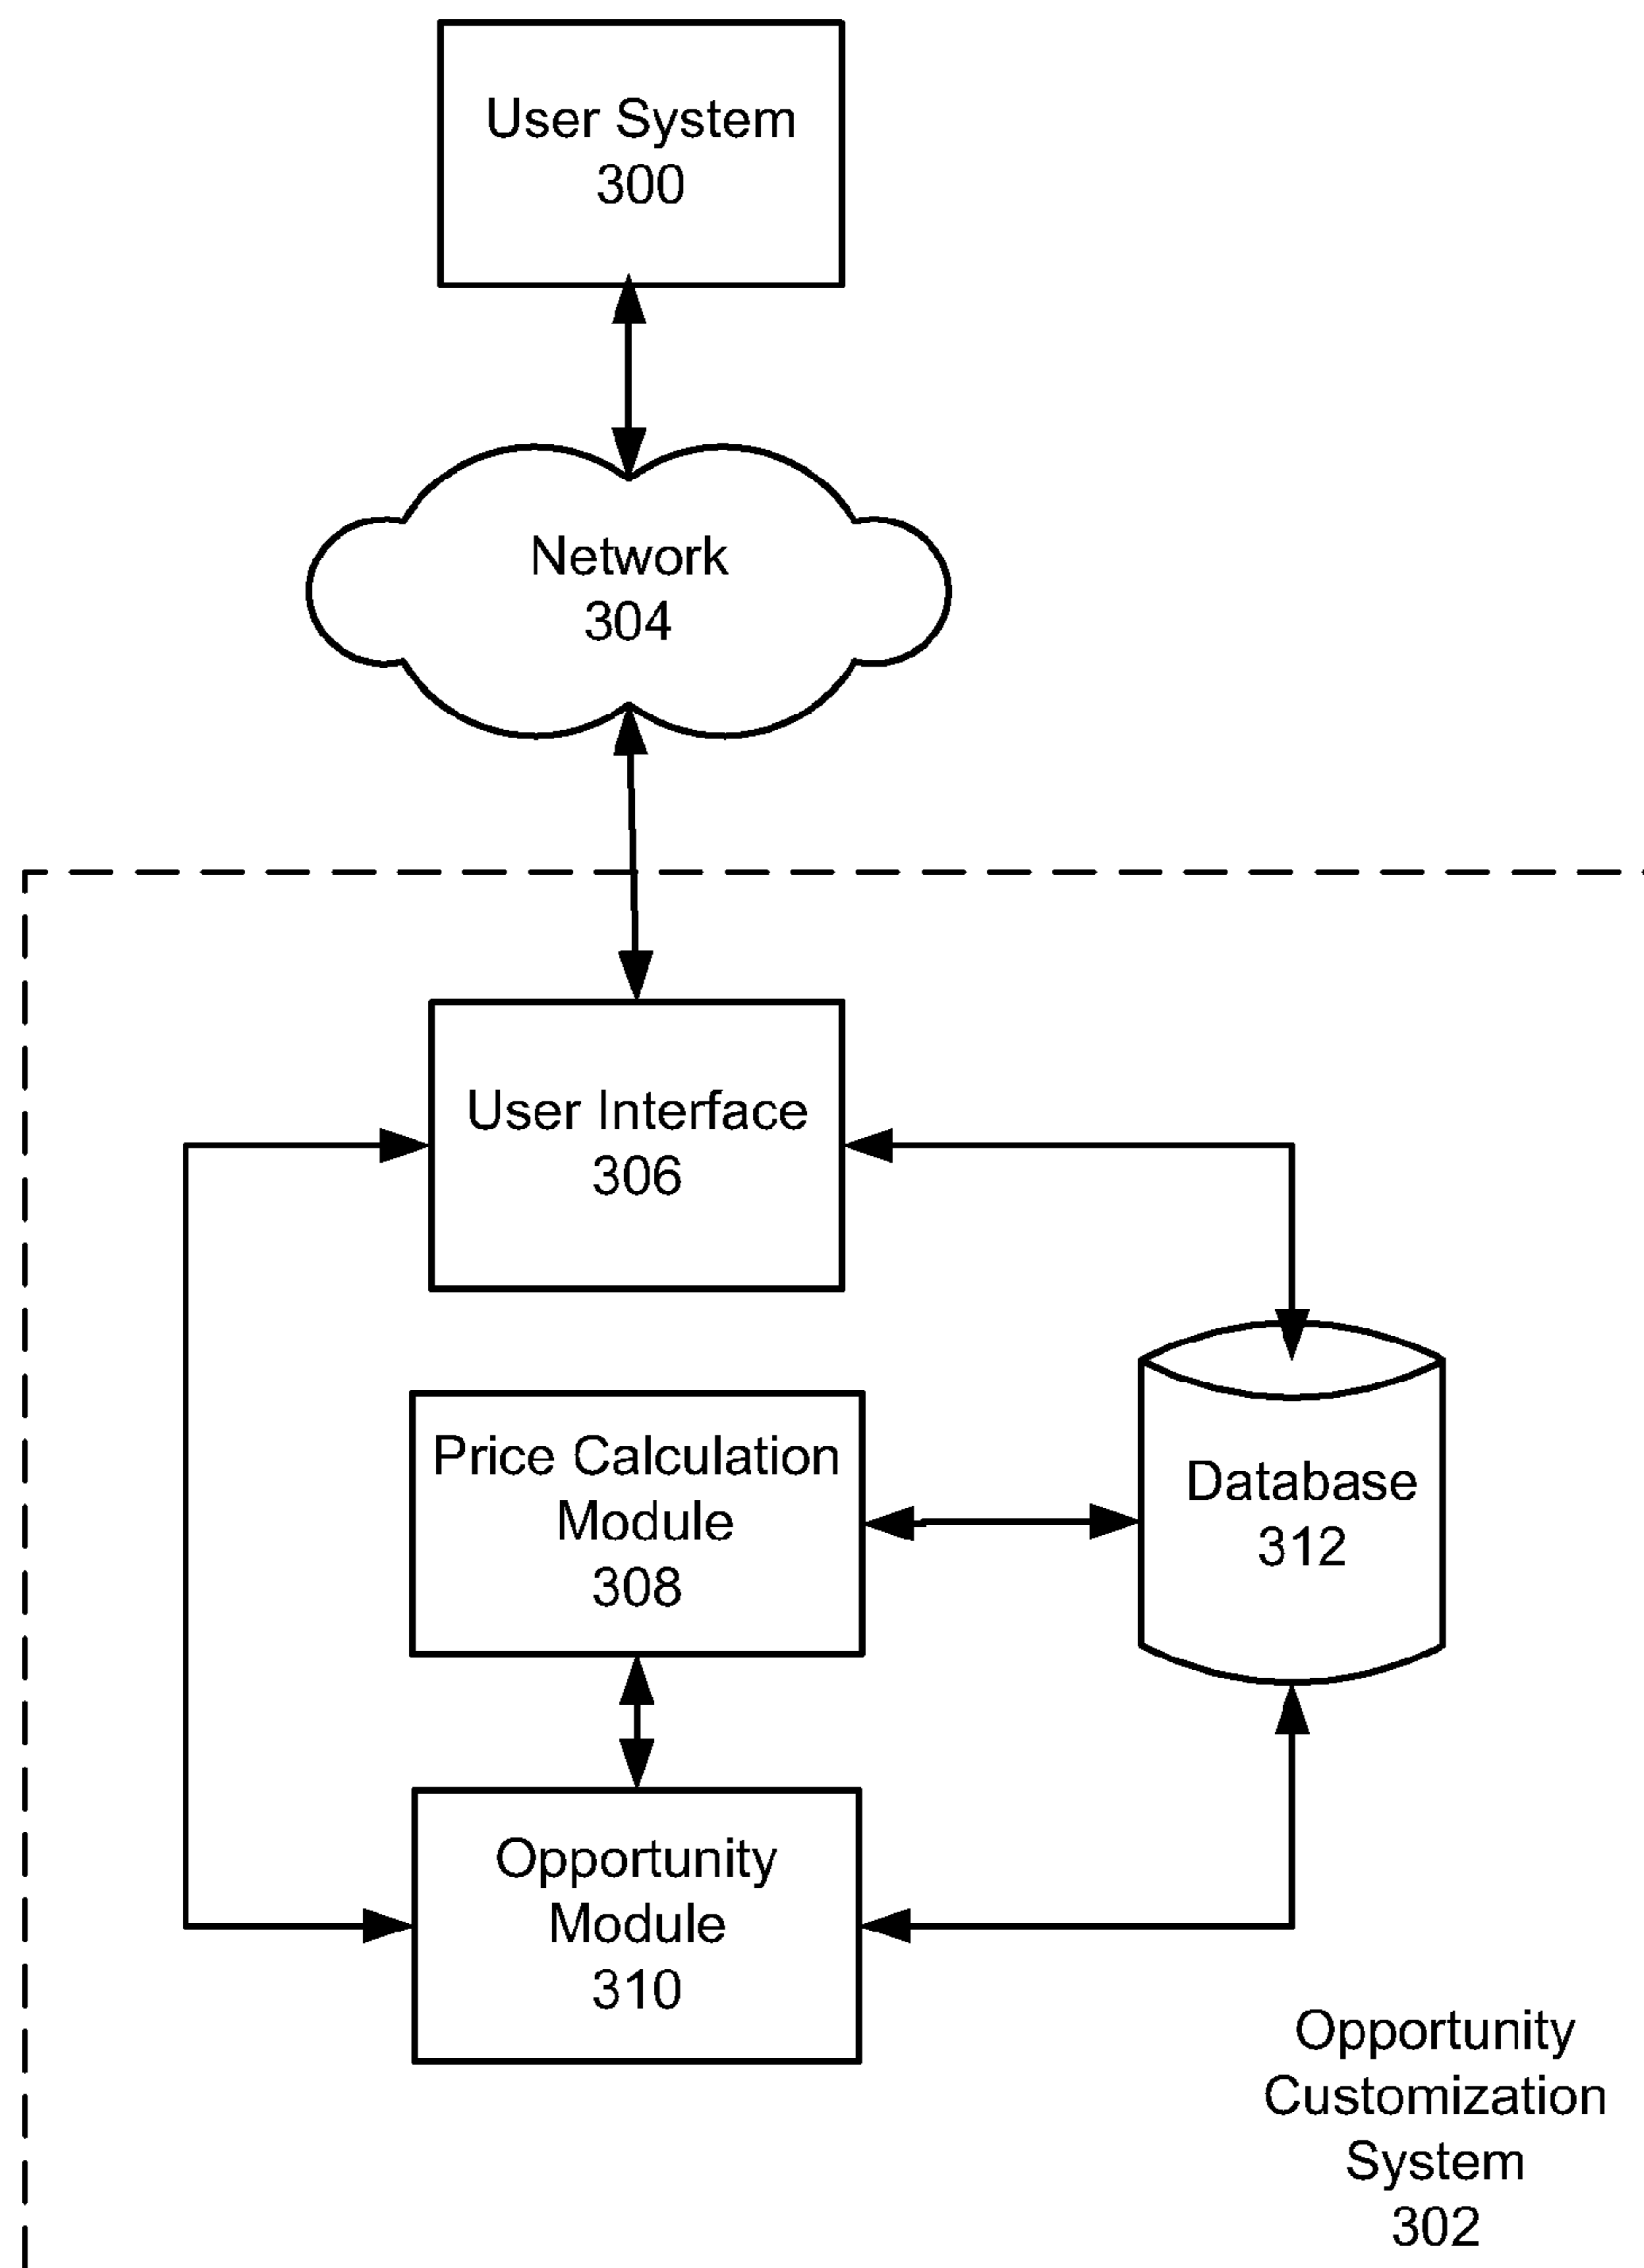 User System
300
Network
304
User Interface
306
Price Calculation
Module
308
Database
312
Opportunity
Module
310
Opportunity
Customization
System
302